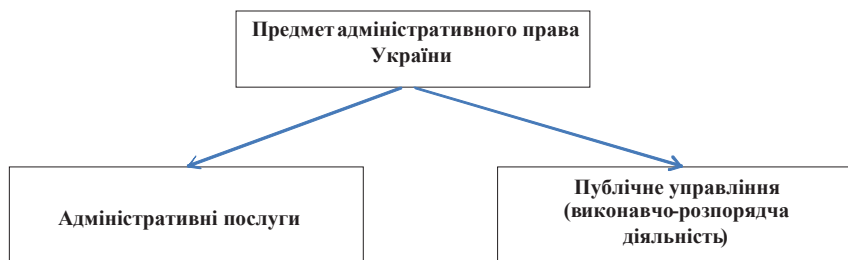 Предмет адміністративного права
України
Адміністративні послуги
Публічне управління
(виконавчо-розпорядча
діяльність)